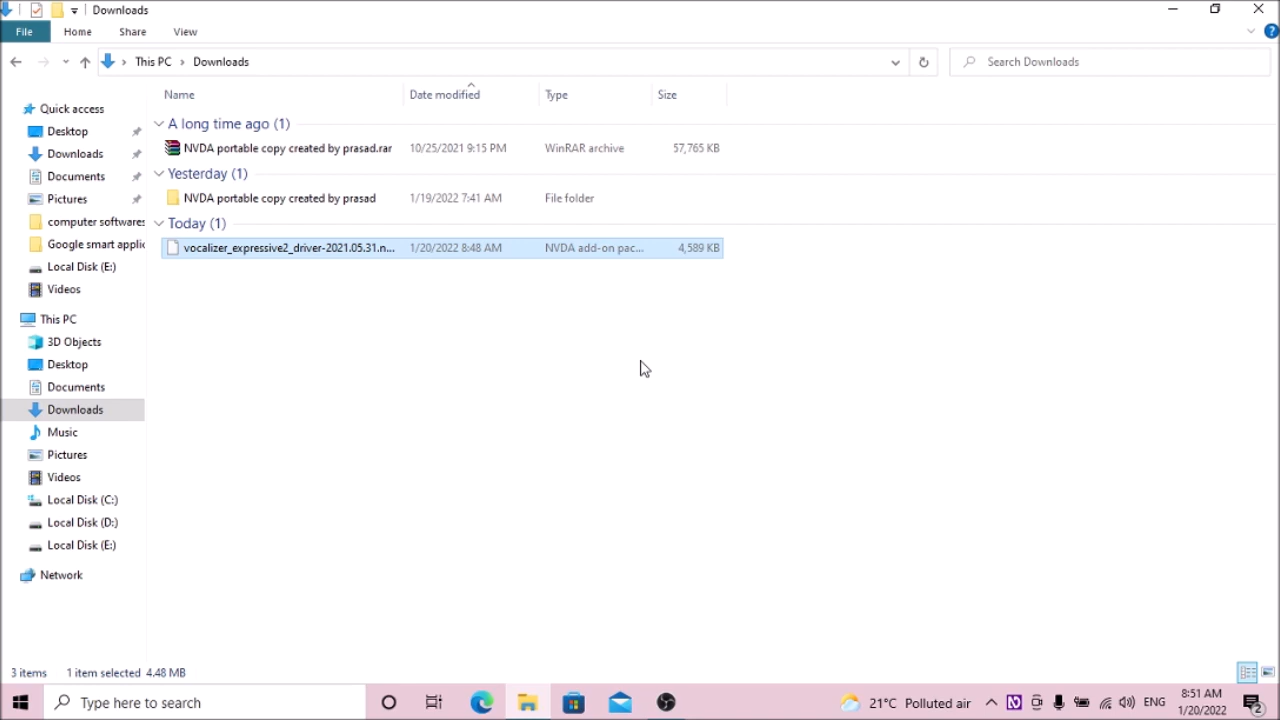 Downloads
File Home Share View
This PC Downloads Search Downloads
Name Date modified Type Size
Quick access
Desktop
Downloads
Documents
Pictures
computer softwares
Google smart applic
Local Disk (E:)
Videos
This PC
3D Objects
Desktop
Documents
Downloads
Music
Pictures
Videos
Local Disk (C:)
Local Disk (D:)
Local Disk (E:)
Network
A long time ago (1)
NVDA portable copy created by prasad.rar 10/25/2021 9:15 PM WinRAR archive 57,765 KB
Yesterday (1)
NVDA portable copy created by prasad 1/19/2022 7:41 AM File folder
Today (1)
vocalizer_expressive2_driver-2021.05.31.n... 1/20/2022 8:48 AM NVDA add-on pac... 4,589 KB
3 items 1 item selected 4.48 MB
Type here to search 21°C Polluted air ENG 8:51 AM
1/20/2022 2